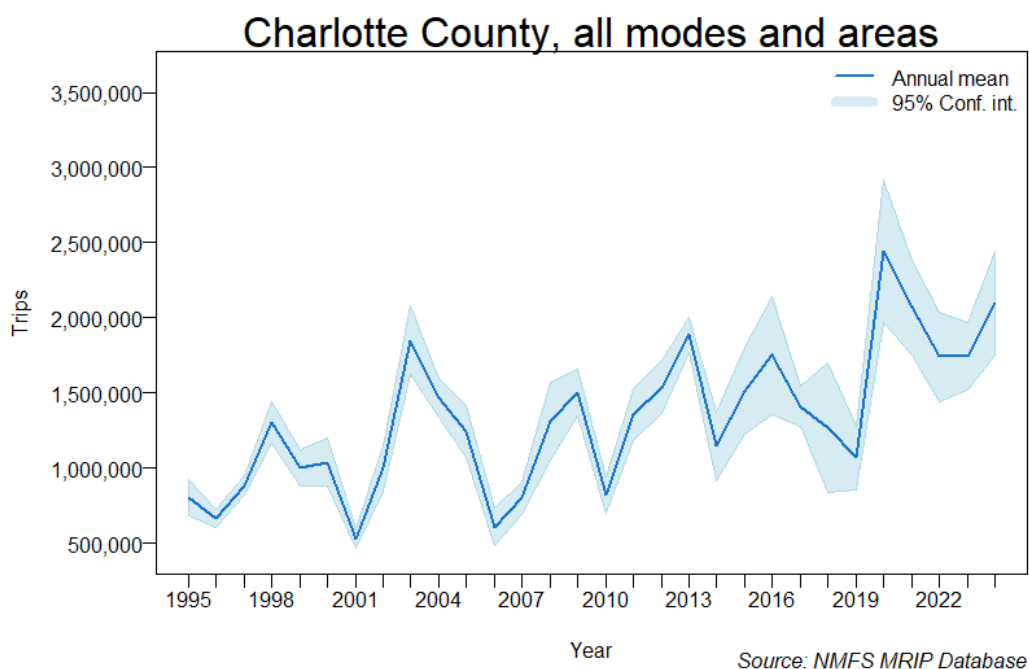 Charlotte County, all modes and areas
Annual mean
95% Conf. int.
3,500,000
3,000,000
2,500,000
2,000,000
1,500,000
1,000,000
500,000
Trips
1995 1998 2001 2004 2007 2010 2013 2016 2019 2022
Year
Source: NMFS MRIP Database